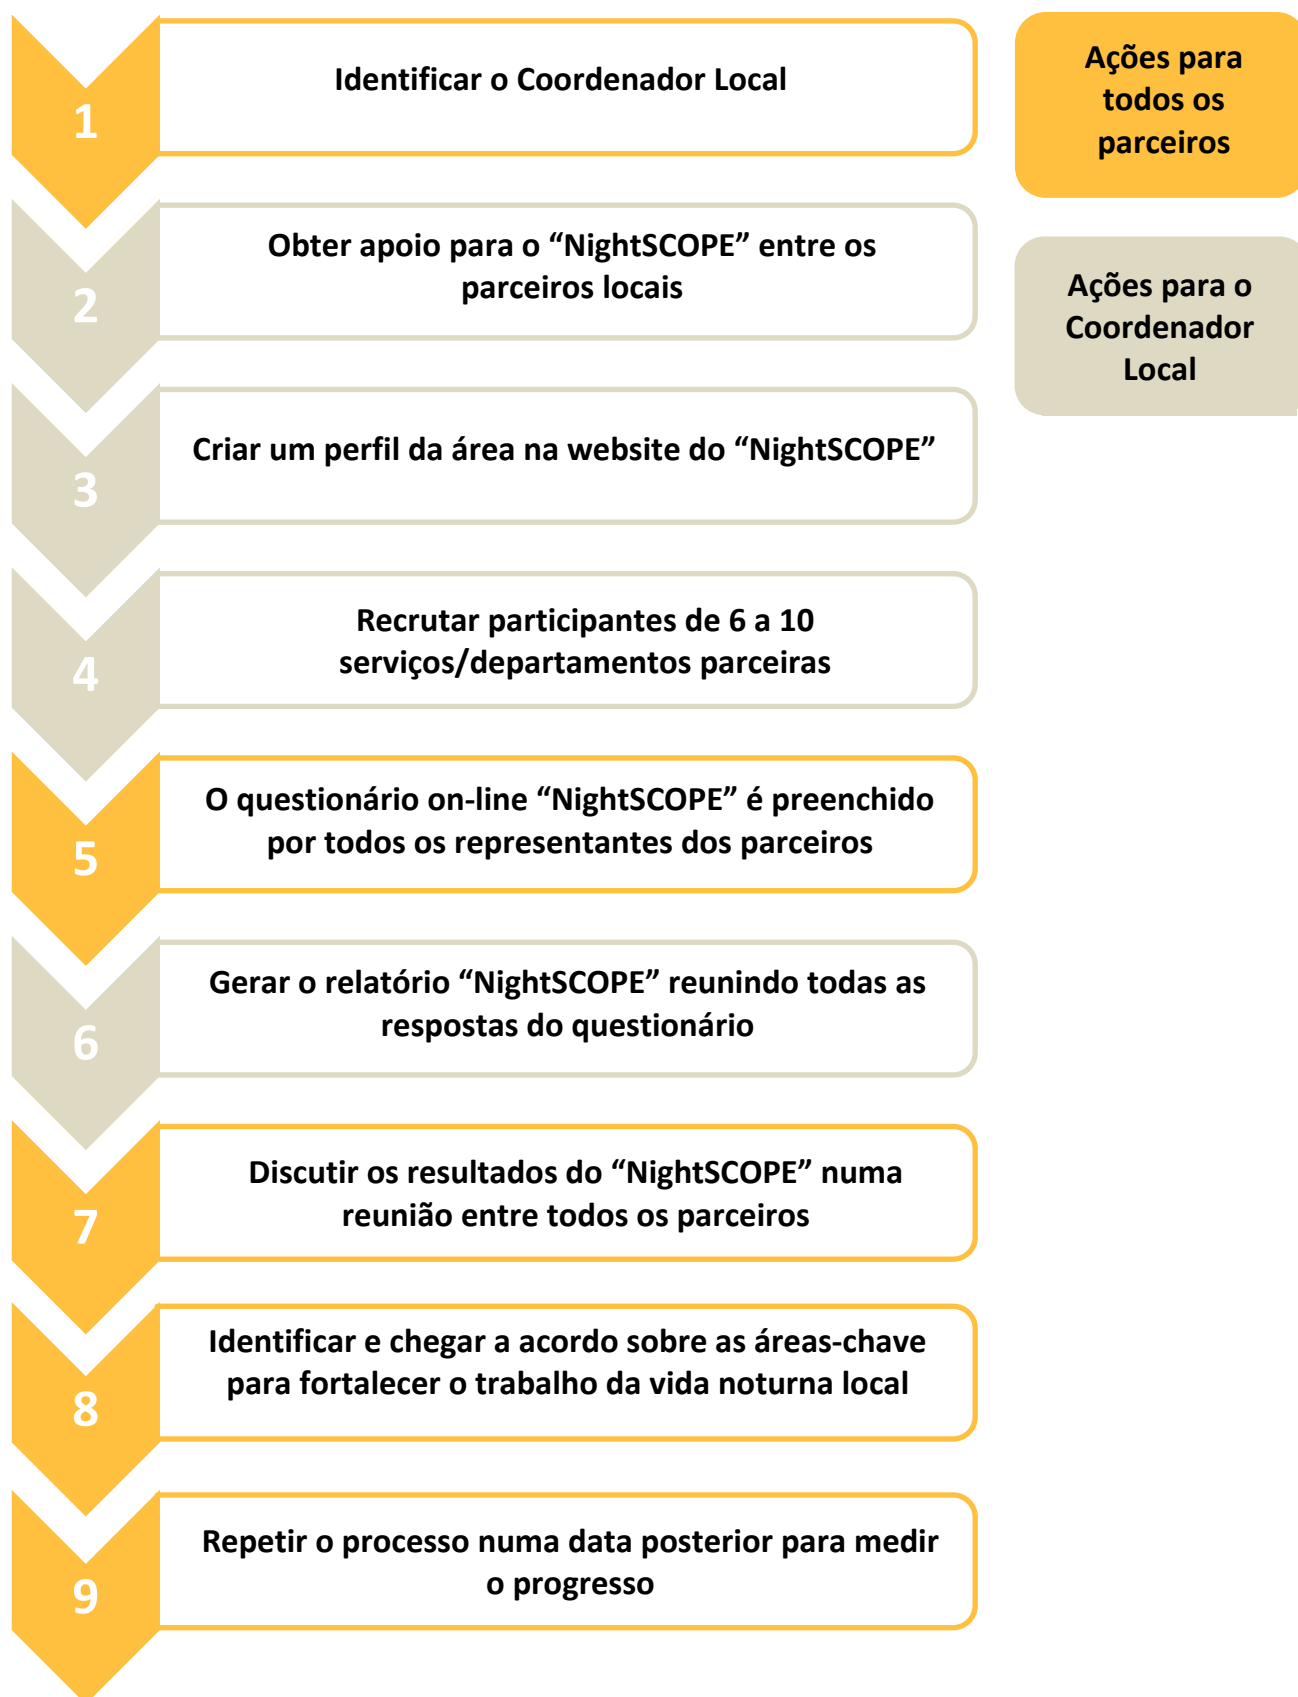 1
Identificar o Coordenador Local
2
Obter apoio para o “NightSCOPE” entre os
parceiros locais
3
Criar um perfil da área na website do “NightSCOPE”
4
Recrutar participantes de 6 a 10
serviços/departamentos parceiras
5
O questionário on-line “NightSCOPE” é preenchido
por todos os representantes dos parceiros
6
Gerar o relatório “NightSCOPE” reunindo todas as
respostas do questionário
7
Discutir os resultados do “NightSCOPE” numa
reunião entre todos os parceiros
8
Identificar e chegar a acordo sobre as áreas-chave
para fortalecer o trabalho da vida noturna local
9
Repetir o processo numa data posterior para medir
o progresso
Ações para
todos os
parceiros
Ações para o
Coordenador
Local